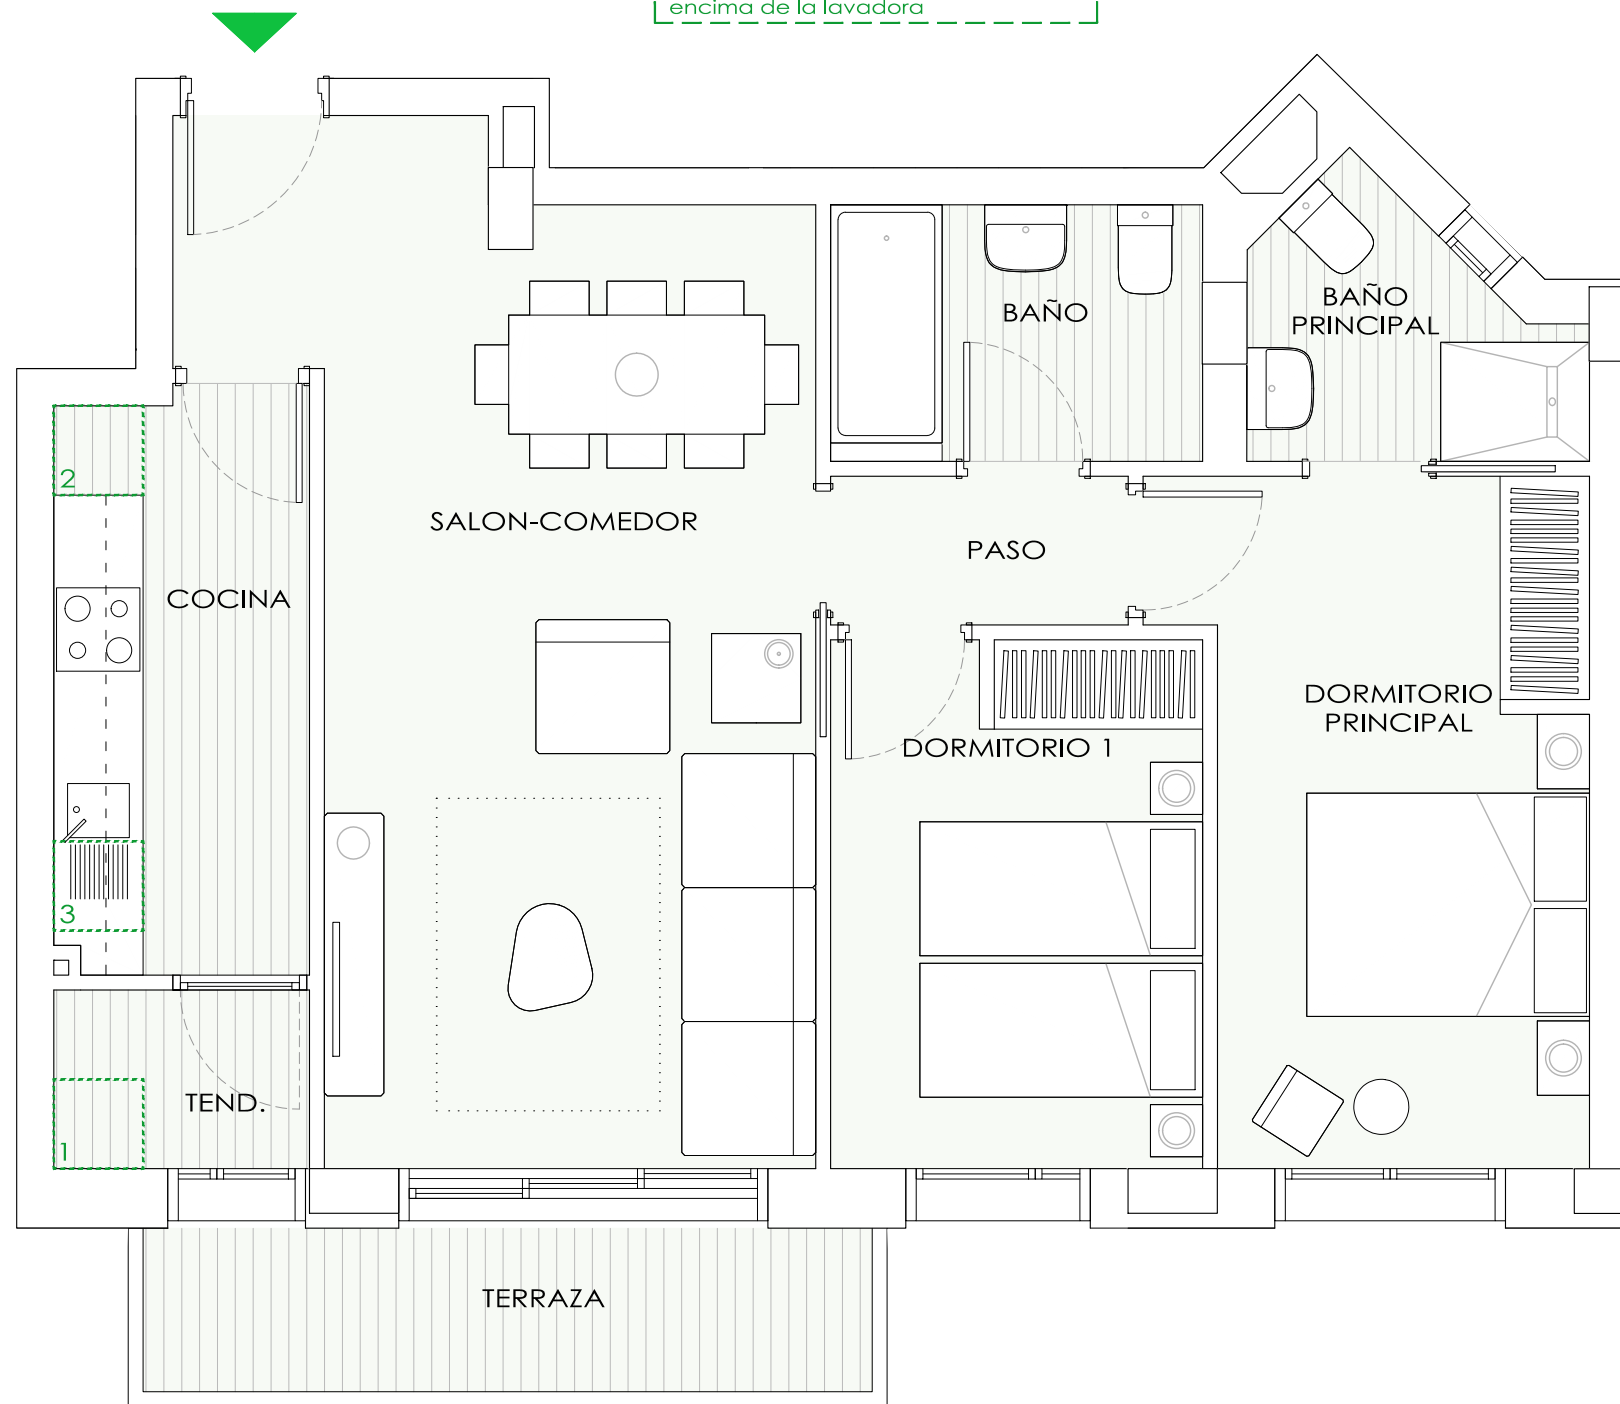 encima de la lavadora
BAÑO
BAÑO
PRINCIPAL
2
SALON-COMEDOR
PASO
COCINA
DORMITORIO
PRINCIPAL
DORMITORIO 1
3
TEND.
1
TERRAZA